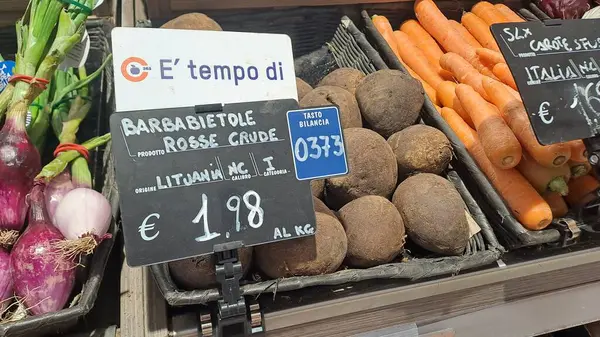 E' tempo di
BARBABIETOLE
ROSSE CRUDE
PRODOTTO
TASTO
BILANCIA
0373
LITUANIA NC I
ORIGINE CALIBRO CATEGORIA
€ 1.98 AL KG
CAROTE
ITALIA
€